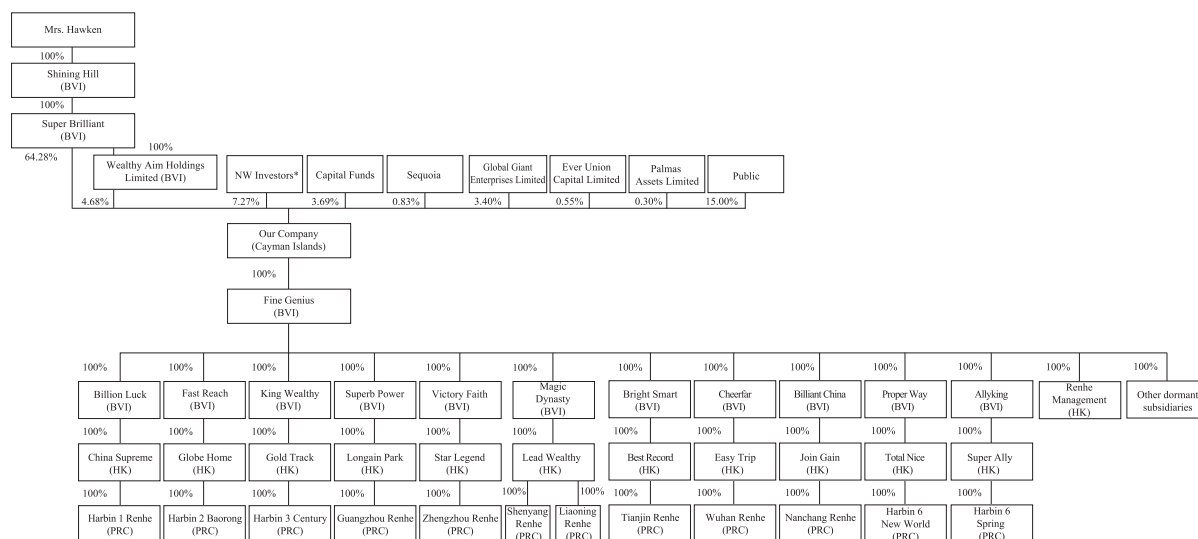 Mrs. Hawken
100%
Shining Hill
(BVI)
100%
Super Brilliant
(BVI)
64.28%
100%
Wealthy Aim Holdings
Limited (BVI)
NW Investors*
Capital Funds
Sequoia
Global Giant
Enterprises Limited
Ever Union
Capital Limited
Palmas
Assets Limited
Public
4.68%
7.27%
3.69%
0.83%
3.40%
0.55%
0.30%
15.00%
Our Company
(Cayman Islands)
100%
Fine Genius
(BVI)
100%
100%
100%
100%
100%
100%
100%
100%
100%
100%
100%
100%
100%
Billion Luck
(BVI)
Fast Reach
(BVI)
King Wealthy
(BVI)
Superb Power
(BVI)
Victory Faith
(BVI)
Magic
Dynasty
(BVI)
Bright Smart
(BVI)
Cheerfar
(BVI)
Billiant China
(BVI)
Proper Way
(BVI)
Allyking
(BVI)
Renhe
Management
(HK)
Other dormant
subsidiaries
100%
100%
100%
100%
100%
100%
100%
100%
100%
100%
100%
China Supreme
(HK)
Globe Home
(HK)
Gold Track
(HK)
Longain Park
(HK)
Star Legend
(HK)
Lead Wealthy
(HK)
Best Record
(HK)
Easy Trip
(HK)
Join Gain
(HK)
Total Nice
(HK)
Super Ally
(HK)
100%
100%
100%
100%
100%
100%
100%
100%
100%
100%
100%
100%
Harbin 1 Renhe
(PRC)
Harbin 2 Baorong
(PRC)
Harbin 3 Century
(PRC)
Guangzhou Renhe
(PRC)
Zhengzhou Renhe
(PRC)
Shenyang
Renhe
(PRC)
Liaoning
Renhe
(PRC)
Tianjin Renhe
(PRC)
Wuhan Renhe
(PRC)
Nanchang Renhe
(PRC)
Harbin 6
New World
(PRC)
Harbin 6
Spring
(PRC)